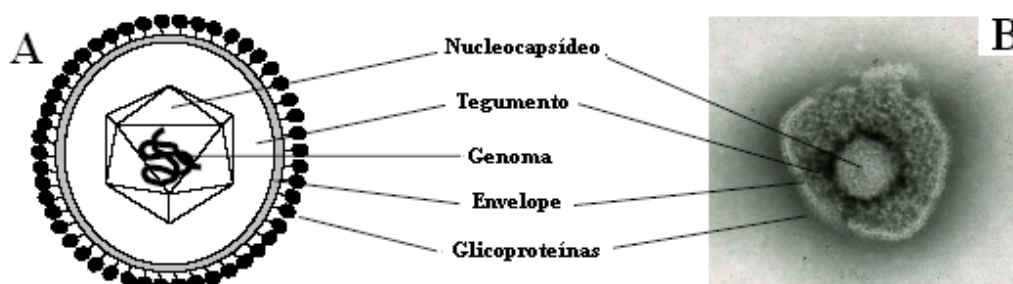 A
B
Nucleocapsídeo
Tegumento
Genoma
Envelope
Glicoproteínas